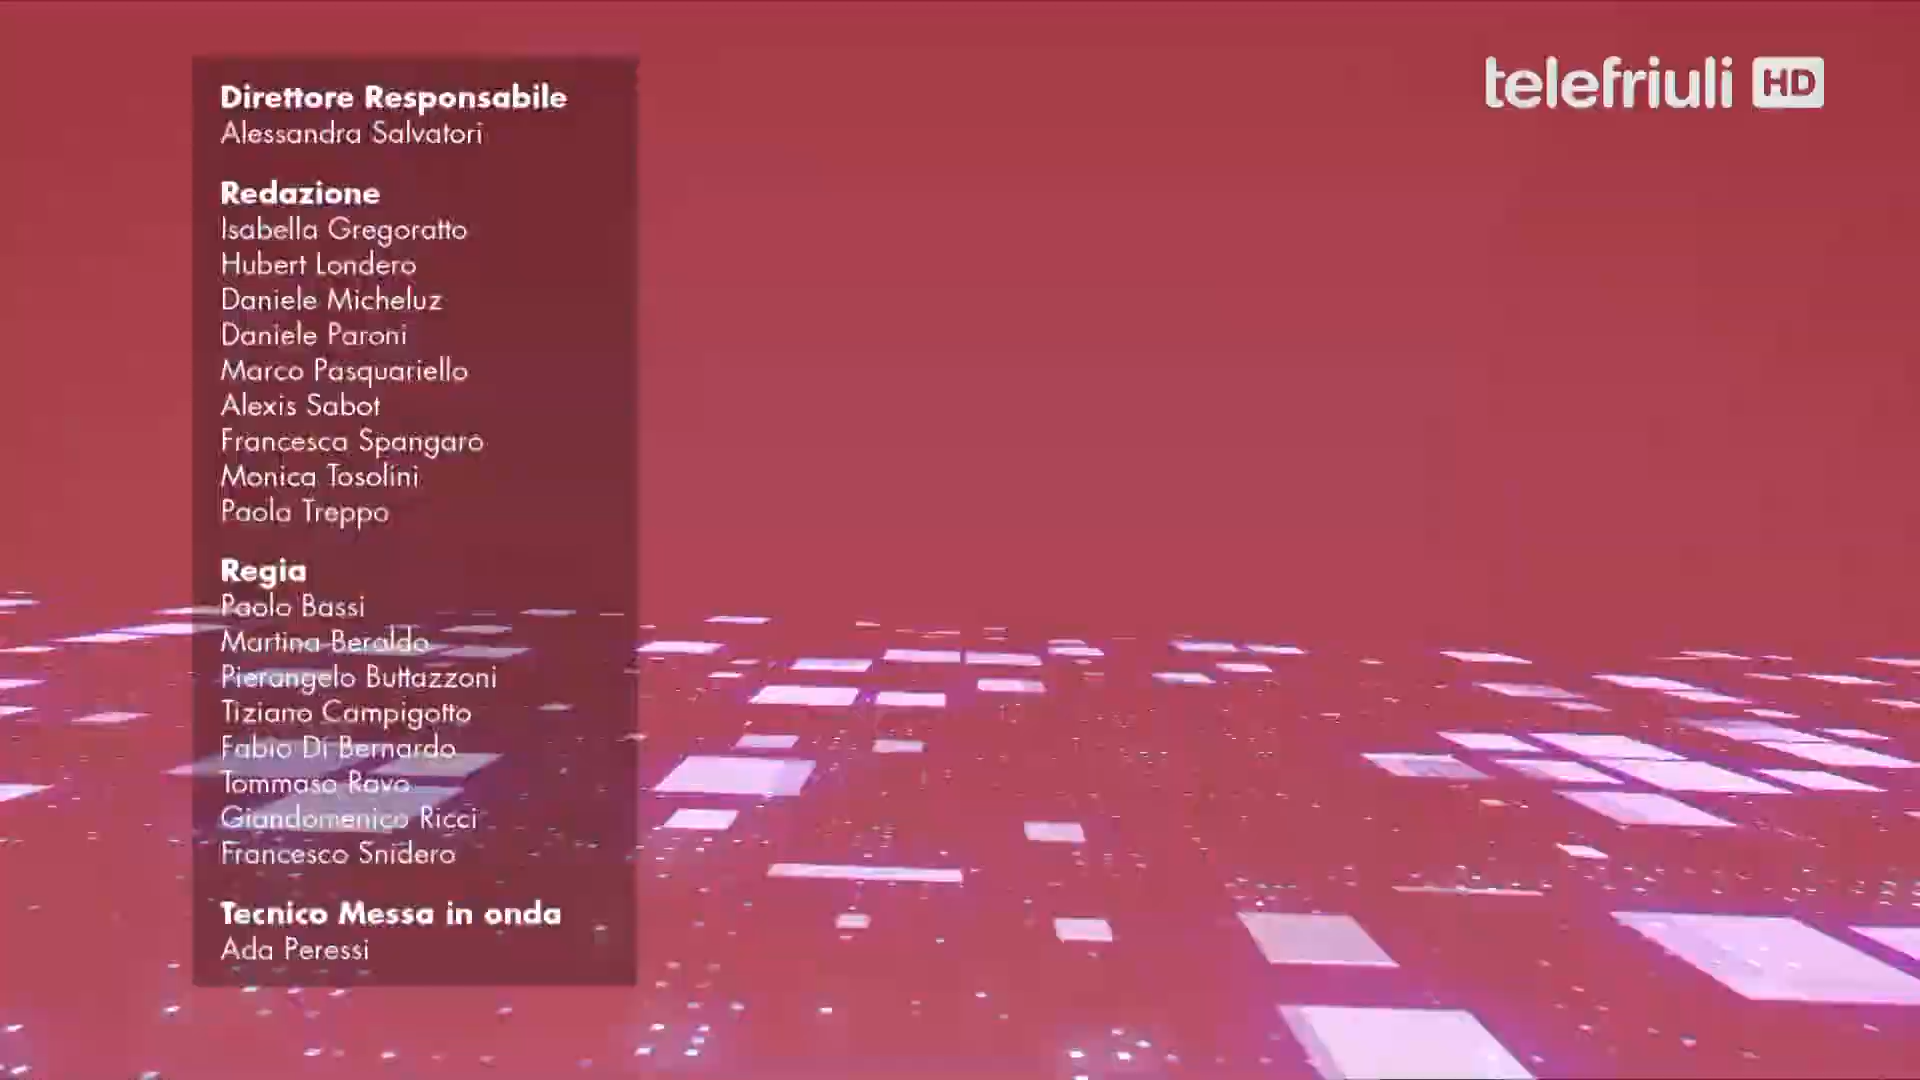 Direttore Responsabile
Alessandra Salvatori
Redazione
Isabella Gregoratto
Hubert Londero
Daniele Micheluz
Daniele Paroni
Marco Pasquariello
Alexis Sabot
Francesca Spangaro
Monica Tosolini
Paola Treppo
Regia
Paolo Bassi
Martina Beraldo
Pierangelo Buttazzoni
Tiziano Campigotto
Fabio Di Bernardo
Tommaso Ravo
Giandomenico Ricci
Francesco Snidero
Tecnico Messa in onda
Ada Peressi
telefriuli HD